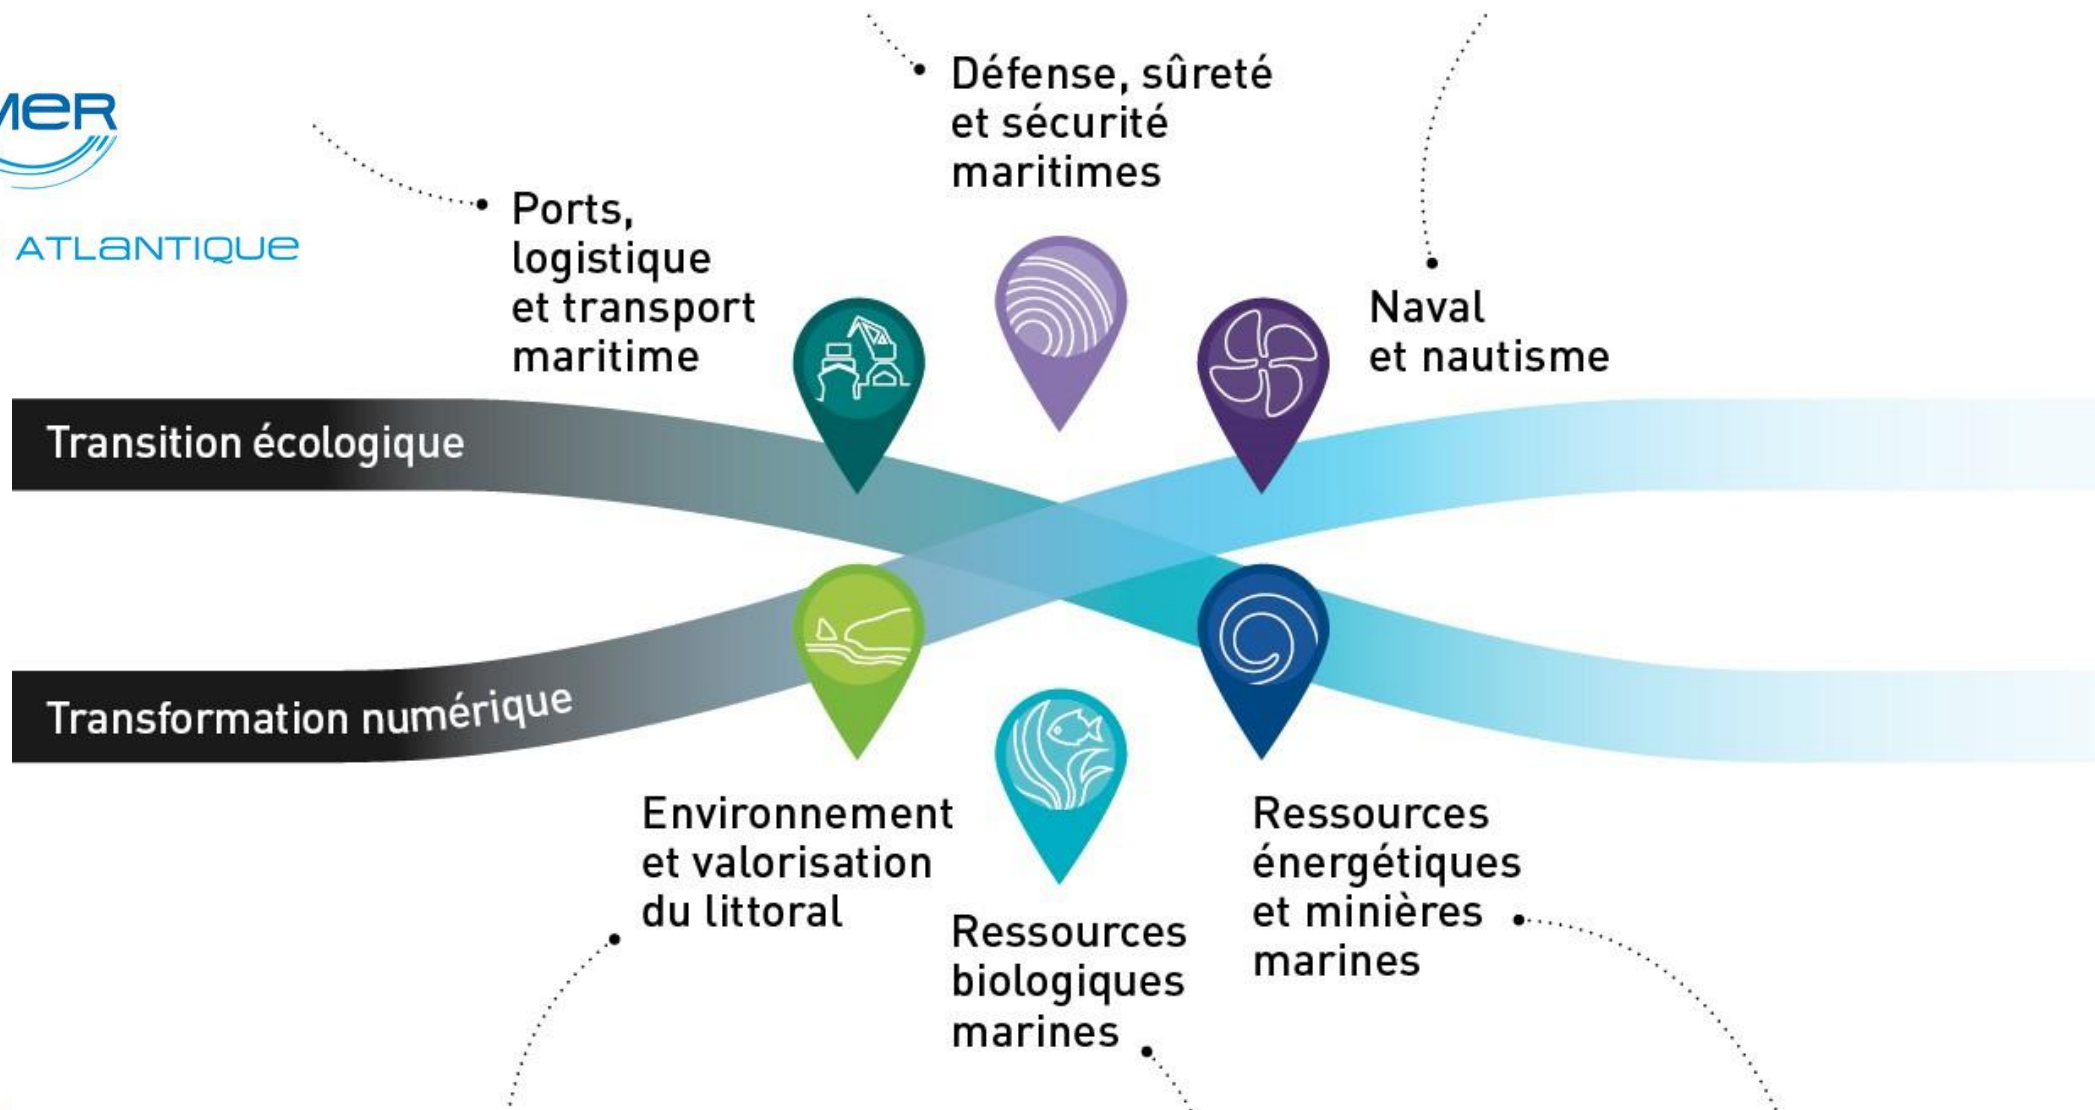 MER
ATLANTIQUE
Défense, sûreté
et sécurité
maritimes
Ports,
logistique
et transport
maritime
Naval
et nautisme
Transition écologique
Transformation numérique
Environnement
et valorisation
du littoral
Ressources
biologiques
marines
Ressources
énergétiques
et minières
marines